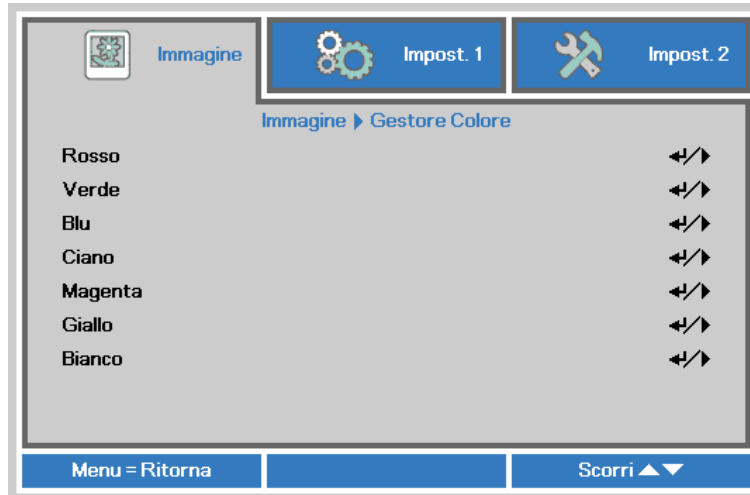 Immagine
Impost. 1
Impost. 2
Immagine Gestore Colore
Rosso
Verde
Blu
Ciano
Magenta
Giallo
Bianco
Menu = Ritorna
Scorri